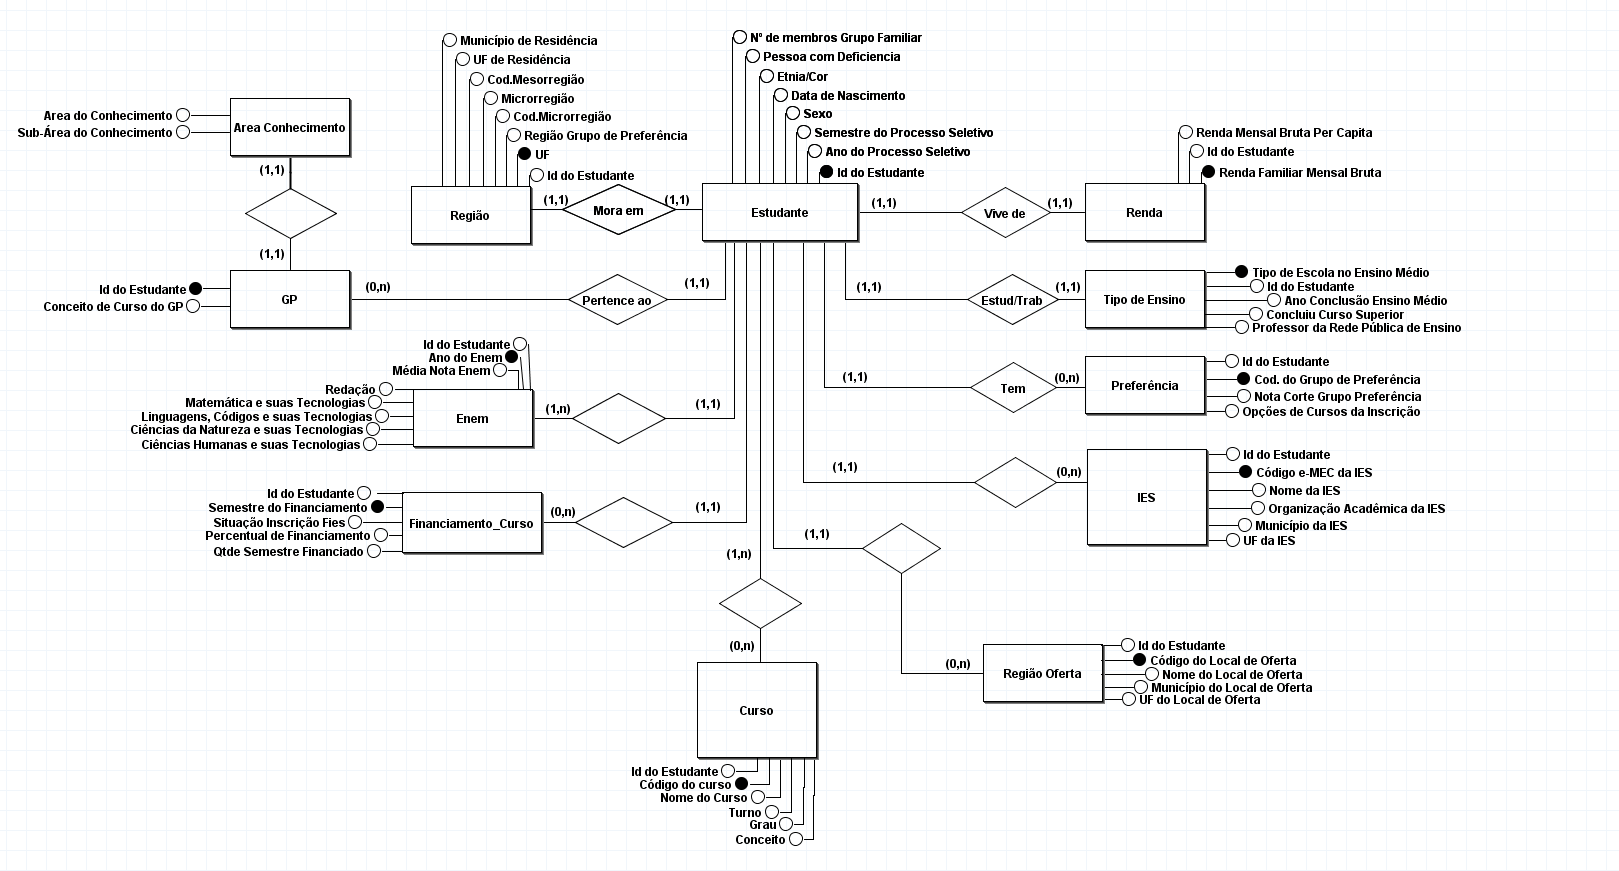 Municípío de Residência
UF de Residência
Cod.Mesorregião
Microrregião
Cod.Microrregião
Região Grupo de Preferência
UF
Id do Estudante
Nº de membros Grupo Familiar
Pessoa com Deficiencia
Etnia/Cor
Data de Nascimento
Sexo
Semestre do Processo Seletivo
Ano do Processo Seletivo
Id do Estudante
Renda Mensal Bruta Per Capita
Id do Estudante
Renda Familiar Mensal Bruta
Area do Conhecimento
Sub-Área do Conhecimento
Area Conhecimento
(1,1)
(1,1)
Região
(1,1)
Mora em
(1,1)
Estudante
(1,1)
Vive de
(1,1)
Renda
Id do Estudante
Conceito de Curso do GP
GP
(0,n)
Pertence ao
(1,1)
(1,1)
Estud/Trab
(1,1)
Tipo de Ensino
Tipo de Escola no Ensino Médio
Id do Estudante
Ano Conclusão Ensino Médio
Concluiu Curso Superior
Professor da Rede Pública de Ensino
Id do Estudante
Ano do Enem
Média Nota Enem
Redação
Matemática e suas Tecnologias
Linguagens, Códigos e suas Tecnologias
Ciências da Natureza e suas Tecnologias
Ciências Humanas e suas Tecnologias
Enem
(1,n)
(1,1)
(1,1)
Tem
(0,n)
Preferência
Id do Estudante
Cod. do Grupo de Preferência
Nota Corte Grupo Preferência
Opções de Cursos da Inscrição
(1,1)
(0,n)
IES
Id do Estudante
Código e-MEC da IES
Nome da IES
Organização Acadêmica da IES
Município da IES
UF da IES
Id do Estudante
Semestre do Financiamento
Situação Inscrição Fies
Percentual de Financiamento
Qtde Semestre Financiado
Financiamento_Curso
(0,n)
(1,1)
(1,1)
(1,n)
(0,n)
(0,n)
Região Oferta
Id do Estudante
Código do Local de Oferta
Nome do Local de Oferta
Município do Local de Oferta
UF do Local de Oferta
Curso
Id do Estudante
Código do curso
Nome do Curso
Turno
Grau
Conceito